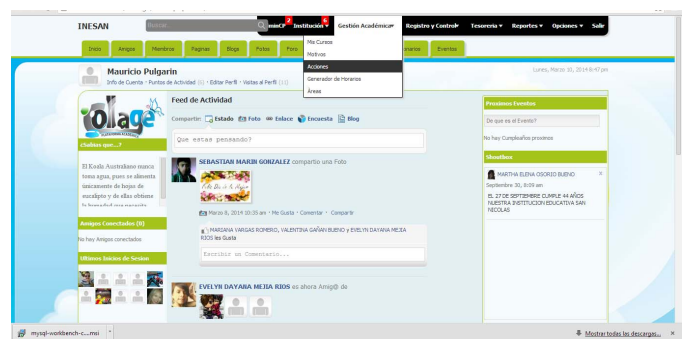 INESAN
Buscar...
2
Institución
6
Gestión Académica
Registro y Control
Tesoreria
Reportes
Opciones
Salir
Inicio
Amigos
Miembros
Paginas
Blogs
Fotos
Foro
Eventos
Mis Cursos
Motivos
Acciones
Generador de Horarios
Áreas
Mauricio Pulgarin
Info de Cuenta · Puntos de Actividad (0) · Editar Perfil · Visitas al Perfil (11)
Lunes, Marzo 10, 2014 8:47 pm
olage
¿Sabias que...?
El Koala Australiano nunca
toma agua, pues se alimenta
únicamente de hojas de
eucalipto y de ellas obtiene
la humedad que necesita
Amigos Conectados (0)
No hay Amigos conectados
Ultimos Inicios de Sesion
Feed de Actividad
Compartir: Estado Foto Enlace Encuesta Blog
Que estas pensando?
SEBASTIAN MARIN GONZALEZ compartio una Foto
Marzo 8, 2014 10:35 am · Me Gusta · Comentar · Compartir
MARIANA VARGAS ROMERO, VALENTINA GAÑAN BUENO y EVELYN DAYANA MEJIA
RIOS les Gusta
Escribir un Comentario...
EVELYN DAYANA MEJIA RIOS es ahora Amig@ de
Proximos Eventos
De que es el Evento?
No hay Cumpleaños proximos
Shoutbox
MARTHA ELENA OSORIO BUENO
Septiembre 30, 8:09 am
EL 27 DE SEPTIEMBRE CUMPLE 44 AÑOS
NUESTRA INSTITUCION EDUCATIVA SAN
NICOLAS
mysql-workbench-c....msi
Mostrar todas las descargas...